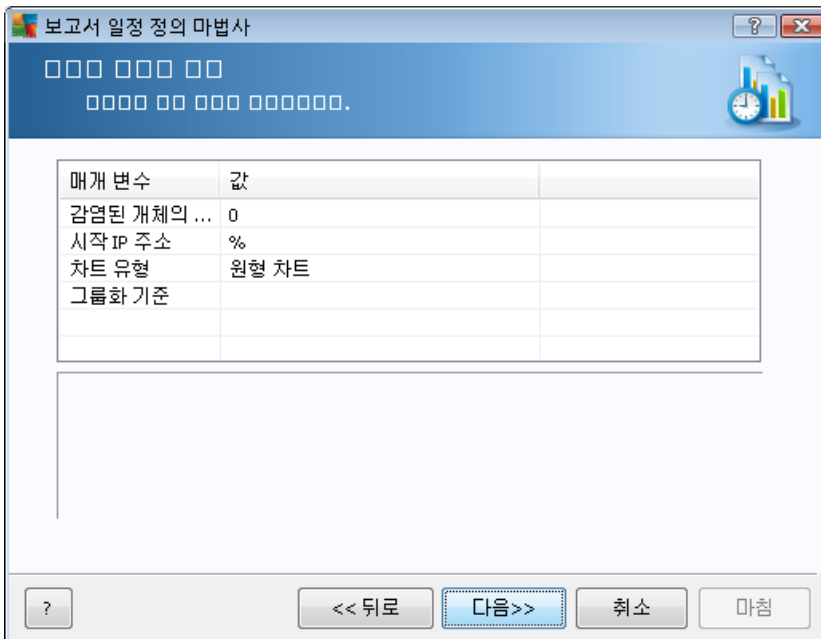 보고서 일정 정의 마법사
□□□ □□□ □□
□□□□ □□ □□□ □□□□□□.
매개 변수 값
감염된 개체의 ... 0
시작 IP 주소 %
차트 유형 원형 차트
그룹화 기준
? << 뒤로 다음>> 취소 마침